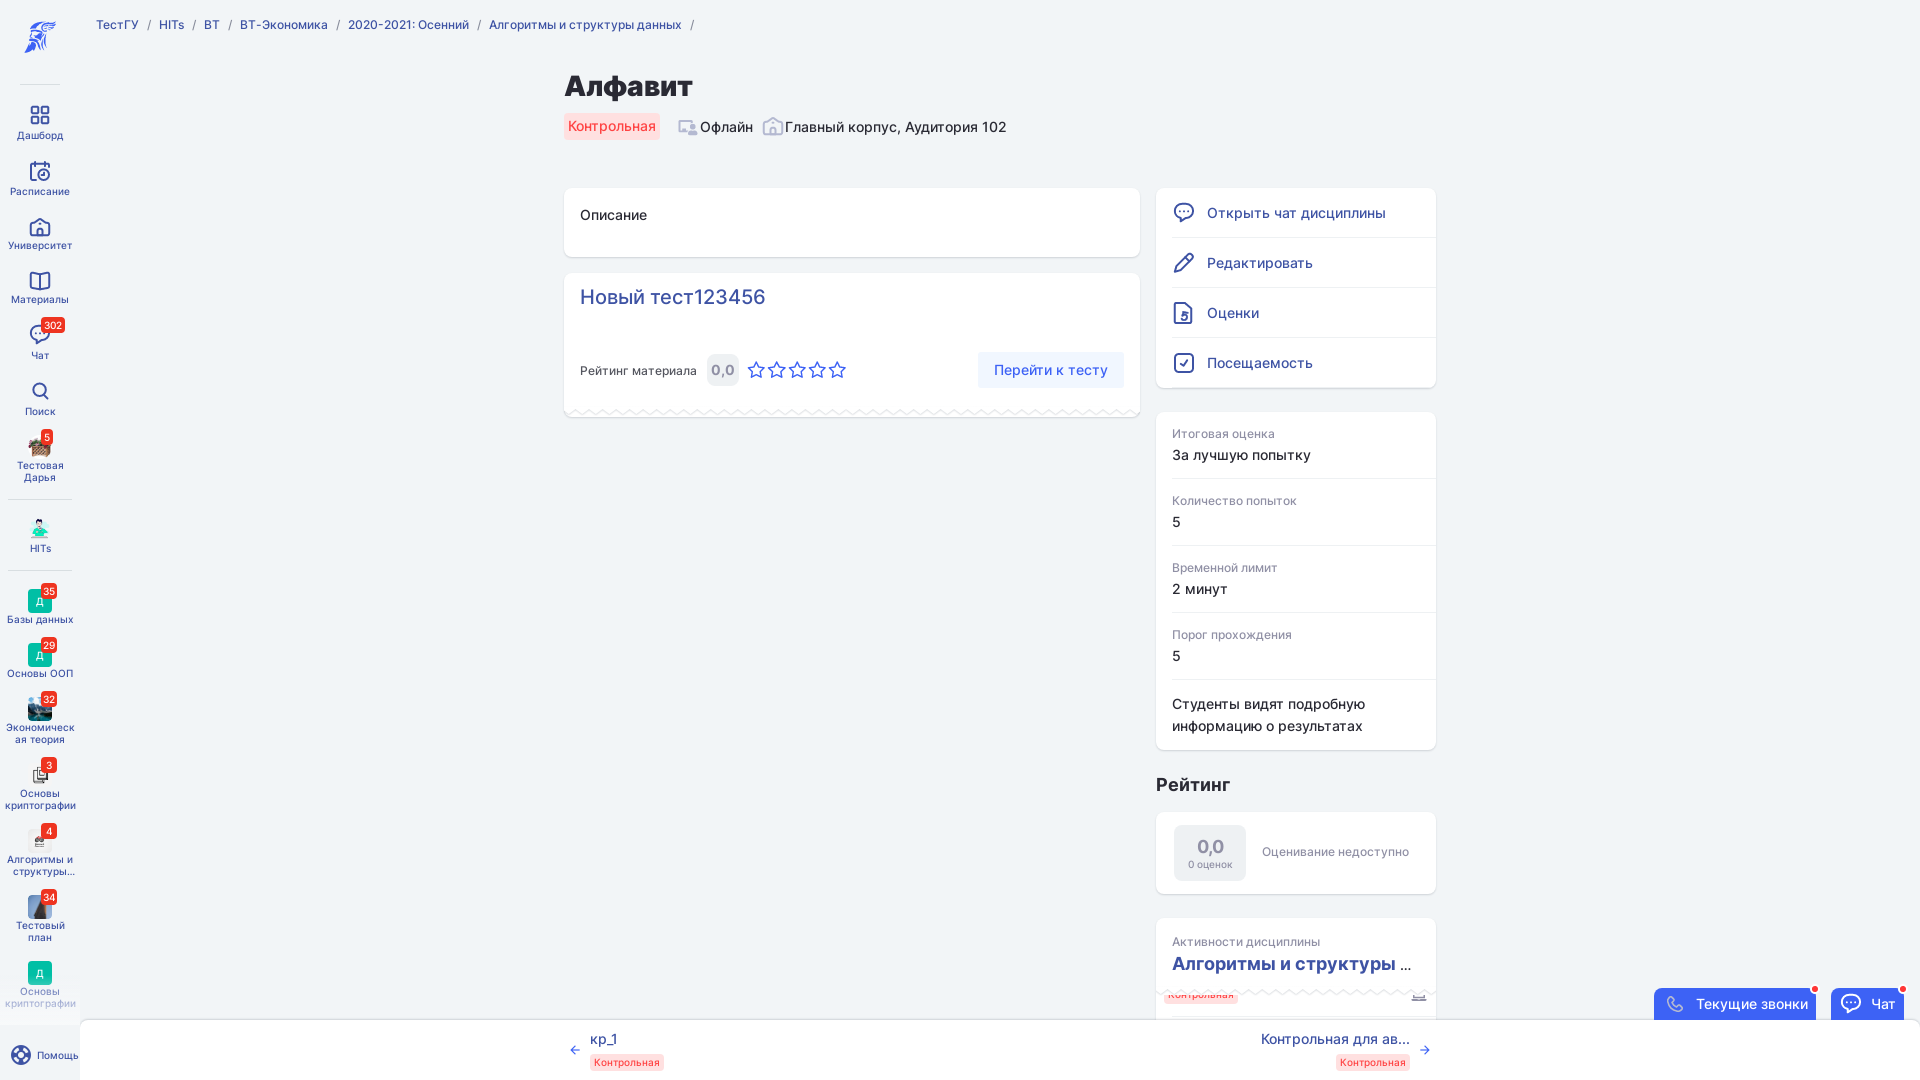 ТестГУ / HITs / ВТ / ВТ-Экономика / 2020-2021: Осенний / Алгоритмы и структуры данных /
Дашборд
Расписание
Университет
Материалы
302
Чат
Поиск
5
Тестовая
Дарья
HITs
35
Д
Базы данных
29
Д
Основы ООП
32
Экономическ
ая теория
3
Основы
криптографии
4
Алгоритмы и
структуры...
34
Тестовый
план
Д
Основы
криптографии
Помощь
Алфавит
Контрольная Офлайн Главный корпус, Аудитория 102
Описание
Новый тест123456
Рейтинг материала 0,0 Перейти к тесту
Открыть чат дисциплины
Редактировать
Оценки
Посещаемость
Итоговая оценка
За лучшую попытку
Количество попыток
5
Временной лимит
2 минут
Порог прохождения
5
Студенты видят подробную
информацию о результатах
Рейтинг
0,0
0 оценок
Оценивание недоступно
Активности дисциплины
Алгоритмы и структуры ...
Контрольная
Текущие звонки
Чат
кр_1
Контрольная
Контрольная для ав...
Контрольная